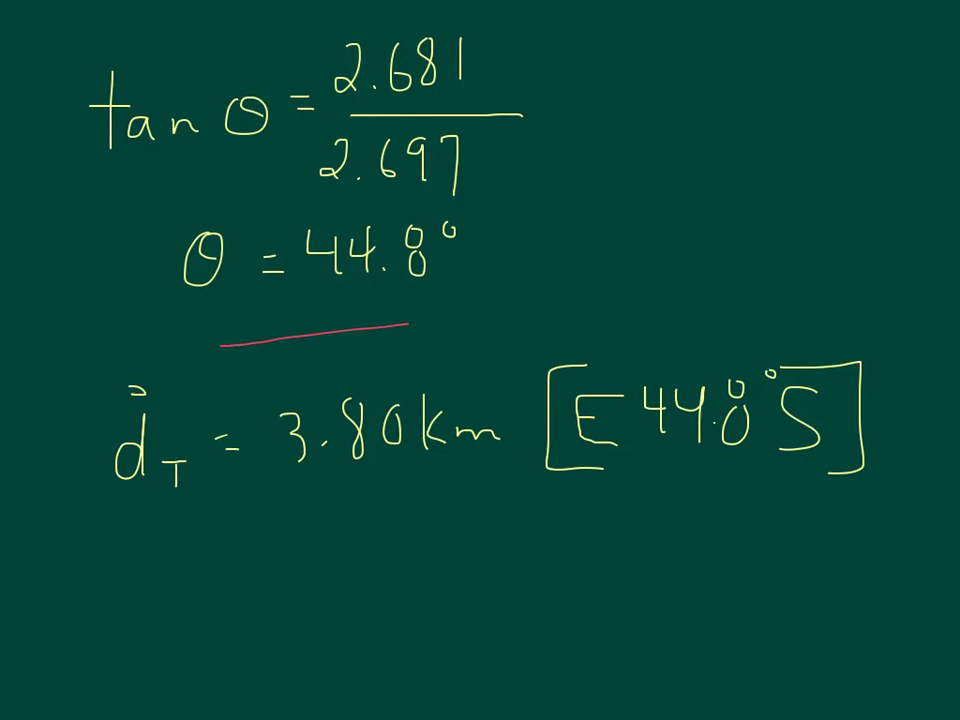 tan θ = 2.681 / 2.697
θ = 44.8°
d⃗T = 3.80km [E 44.8° S]